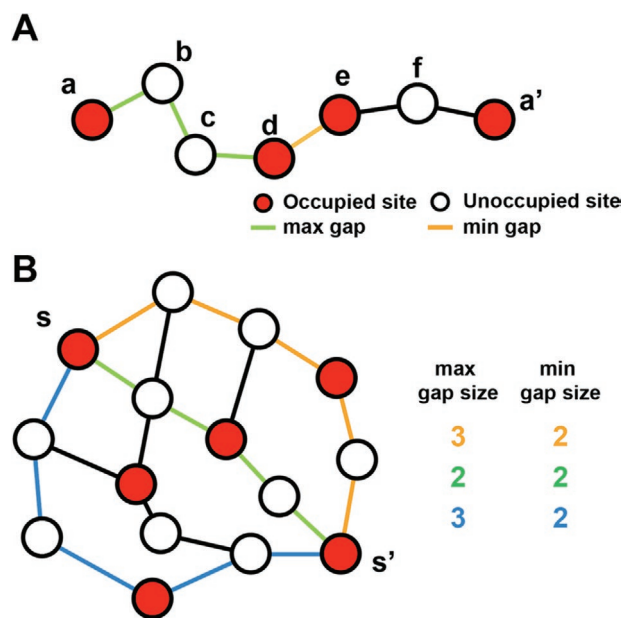 A
a
b
c
d
e
f
a’
Occupied site
Unoccupied site
max gap
min gap
B
s
s’
max gap size
min gap size
3 2
2 2
3 2